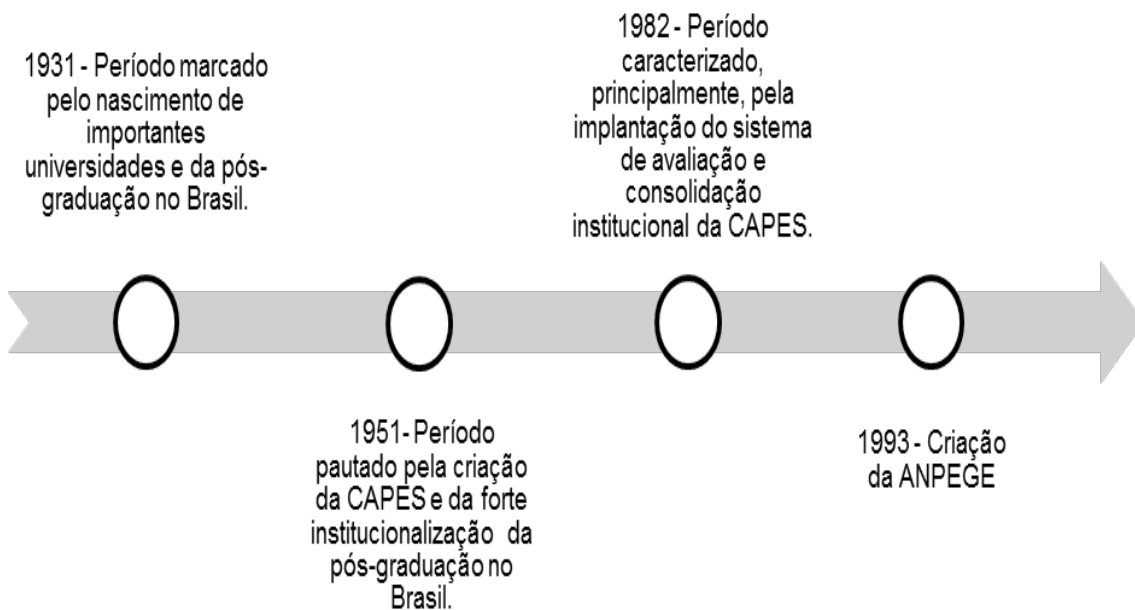 1931 - Período marcado
pelo nascimento de
importantes
universidades e da pós-
graduação no Brasil.
1951- Período
pautado pela criação
da CAPES e da forte
institucionalização da
pós-graduação no
Brasil.
1982 - Período
caracterizado,
principalmente, pela
implantação do sistema
de avaliação e
consolidação
institucional da CAPES.
1993 - Criação
da ANPEGE